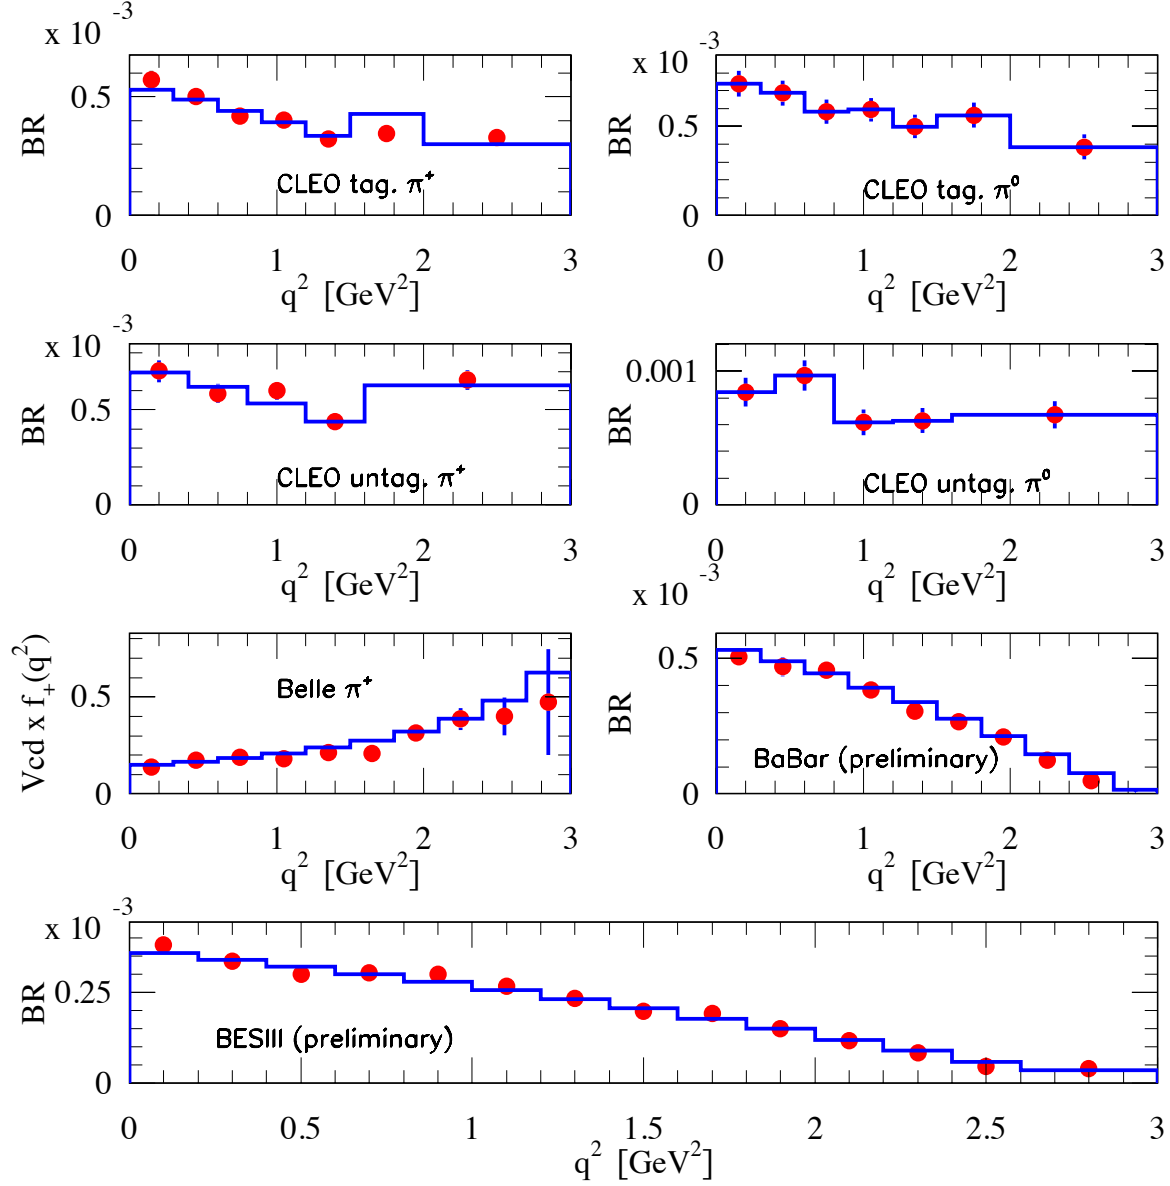 x 10 -3
BR
0.5
0
CLEO tag. π+
0 1 2 3
q2 [GeV2]
x 10 -3
BR
0.5
0
CLEO tag. π0
0 1 2 3
q2 [GeV2]
x 10 -3
BR
0.5
0
CLEO untag. π+
0 1 2 3
q2 [GeV2]
BR
0.001
0
CLEO untag. π0
0 1 2 3
q2 [GeV2]
Vcd x f+(q2)
0.5
0
Belle π+
0 1 2 3
q2 [GeV2]
x 10 -3
BR
0.5
0
BaBar (preliminary)
0 1 2 3
q2 [GeV2]
x 10 -3
BR
0.25
0
BESIII (preliminary)
0 0.5 1 1.5 2 2.5 3
q2 [GeV2]